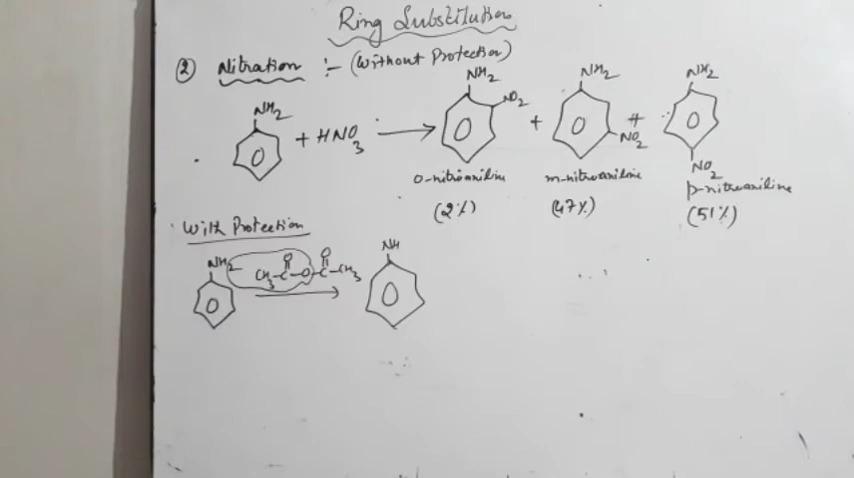 Ring Substitution
② Nitration :- (Without Protection)
NH2 + HNO3 → NH2 NO2 + NH2 NO2 + NH2 NO2
o-nitroaniline m-nitroaniline p-nitroaniline
(2%) (47%) (51%)
With Protection
NH2 CH3-C-O-C-CH3 O O → NH